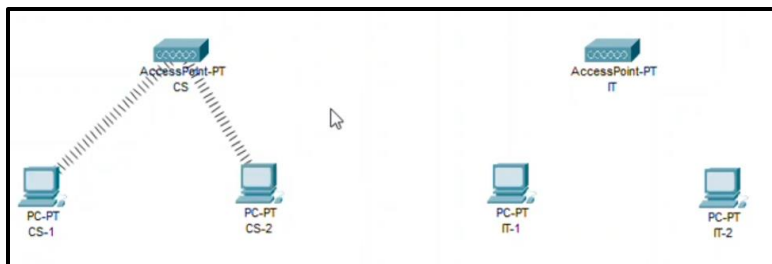 AccessPoint-PT
CS
AccessPoint-PT
IT
PC-PT
CS-1
PC-PT
CS-2
PC-PT
IT-1
PC-PT
IT-2